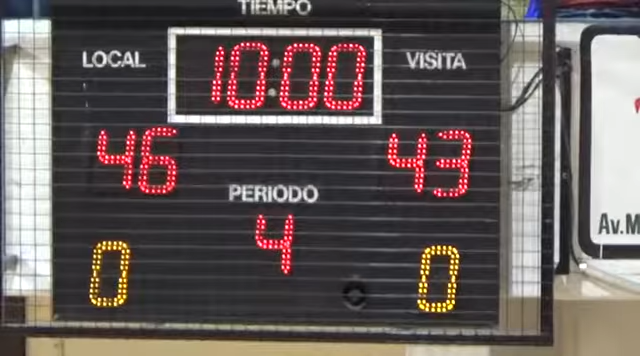 TIEMPO
LOCAL 10:00 VISITA
46 43
PERIODO
4
0 0
Av.M